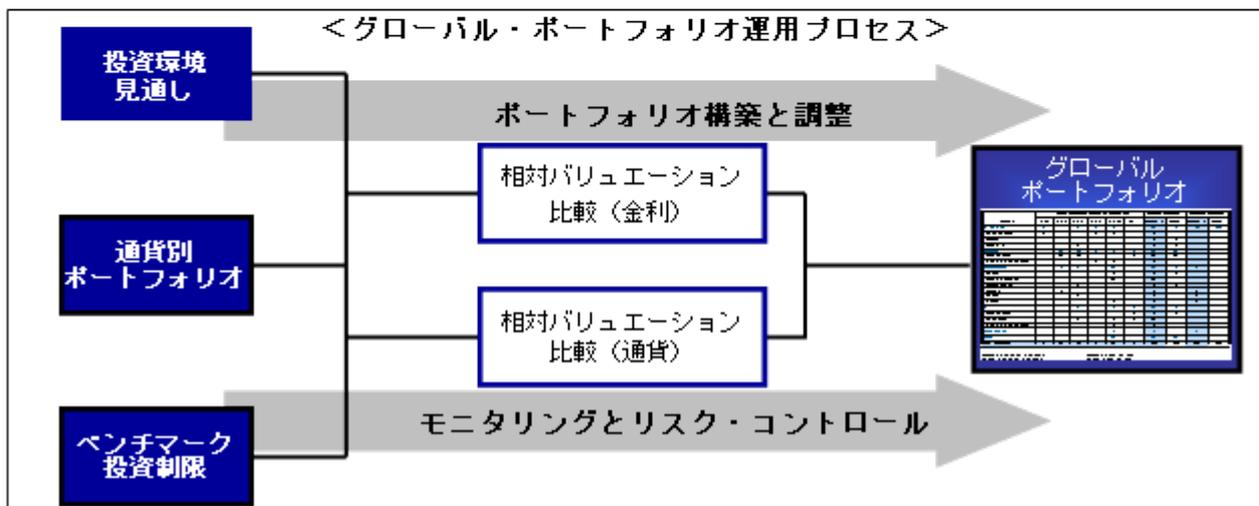 ＜グローバル・ポートフォリオ運用プロセス＞
投資環境
見通し
ポートフォリオ構築と調整
相対バリュエーション
比較（金利）
グローバル
ポートフォリオ
通貨別
ポートフォリオ
相対バリュエーション
比較（通貨）
モニタリングとリスク・コントロール
ベンチマーク
投資制限